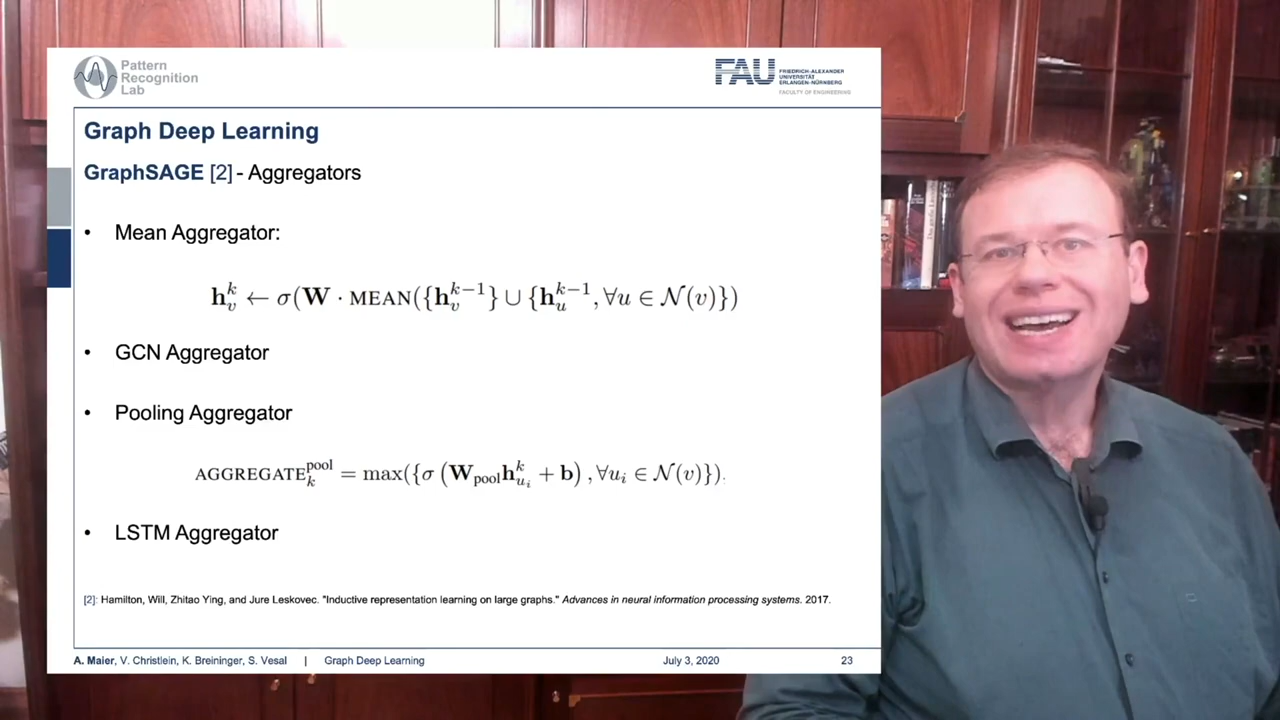 Pattern
Recognition
Lab
FAU
FRIEDRICH-ALEXANDER
UNIVERSITÄT
ERLANGEN-NÜRNBERG
FACULTY OF ENGINEERING
Graph Deep Learning
GraphSAGE [2] - Aggregators
• Mean Aggregator:
h_v^k ← σ(W · MEAN({h_v^{k−1}} ∪ {h_u^{k−1}, ∀u ∈ N(v)})
• GCN Aggregator
• Pooling Aggregator
AGGREGATE_k^{pool} = max({σ (W_{pool}h_{u_i}^k + b) , ∀u_i ∈ N(v)}).
• LSTM Aggregator
[2]: Hamilton, Will, Zhitao Ying, and Jure Leskovec. "Inductive representation learning on large graphs." Advances in neural information processing systems. 2017.
A. Maier, V. Christlein, K. Breininger, S. Vesal | Graph Deep Learning July 3, 2020 23